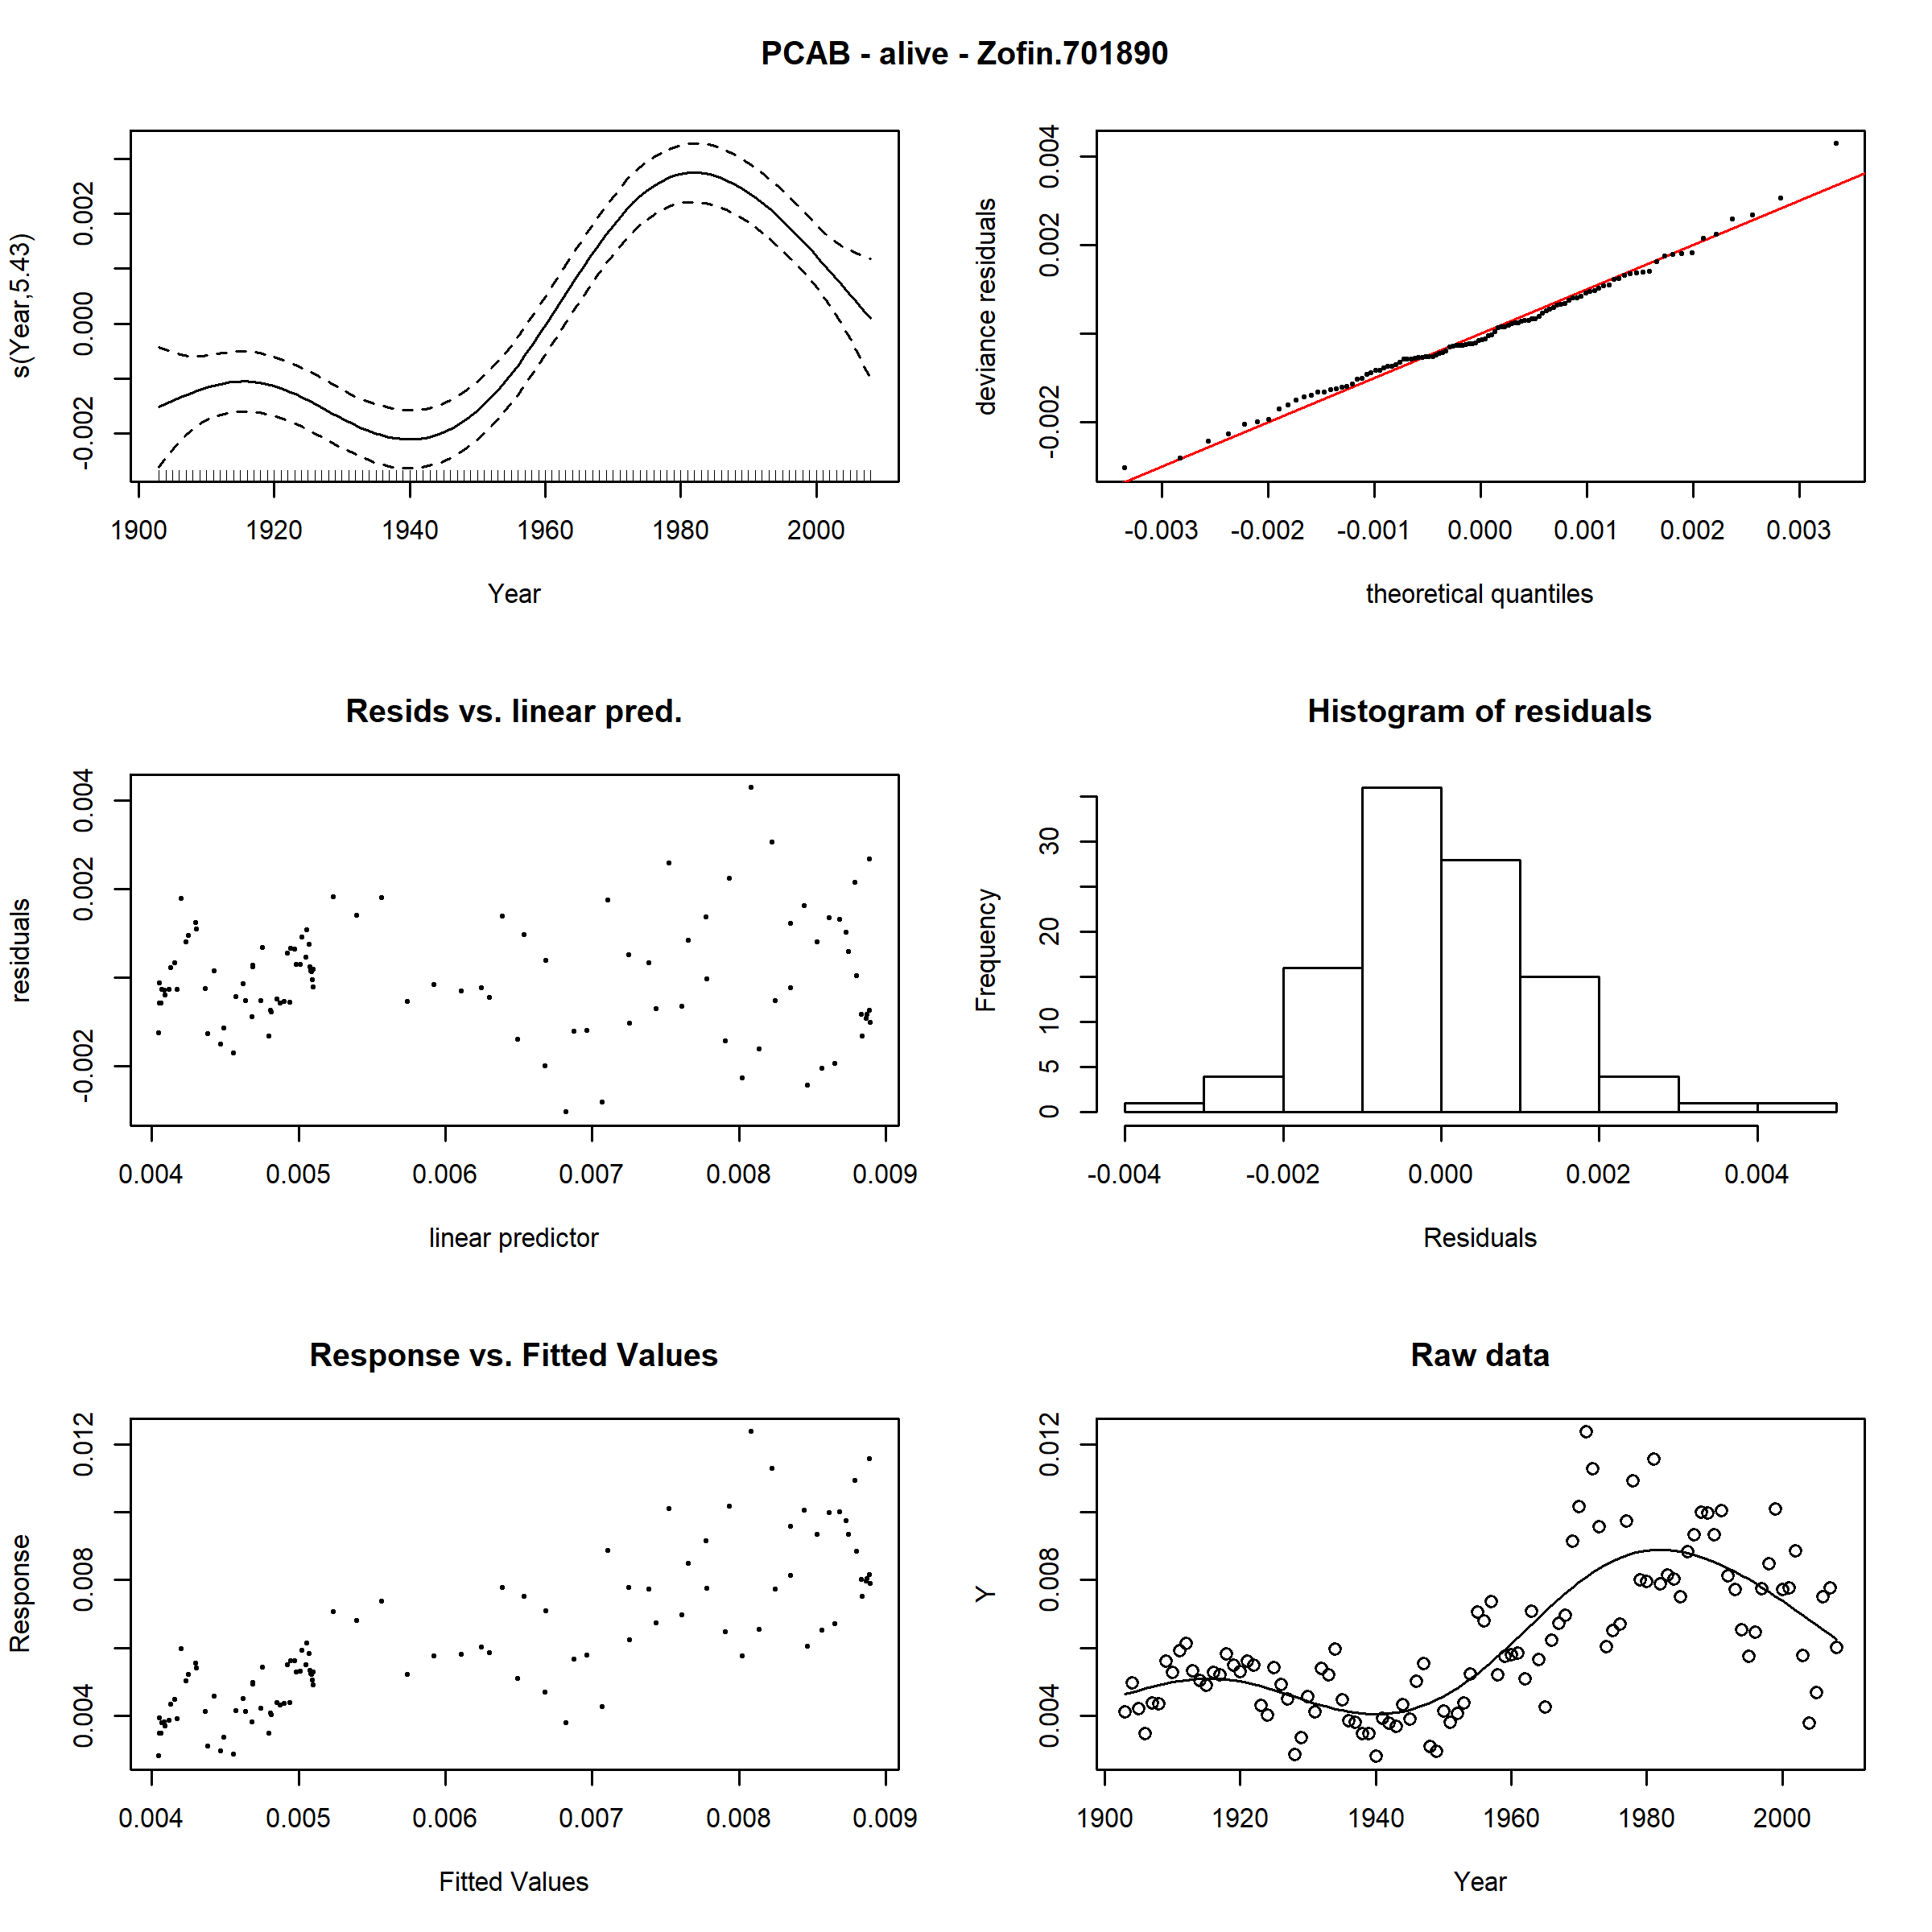 PCAB - alive - Zofin.701890
s(Year,5.43)
-0.002 0.000 0.002
1900 1920 1940 1960 1980 2000
Year
deviance residuals
-0.002 0.002 0.004
-0.003 -0.002 -0.001 0.000 0.001 0.002 0.003
theoretical quantiles
Resids vs. linear pred.
residuals
-0.002 0.002 0.004
0.004 0.005 0.006 0.007 0.008 0.009
linear predictor
Histogram of residuals
Frequency
0 5 10 20 30
-0.004 -0.002 0.000 0.002 0.004
Residuals
Response vs. Fitted Values
Response
0.004 0.008 0.012
0.004 0.005 0.006 0.007 0.008 0.009
Fitted Values
Raw data
Y
0.004 0.008 0.012
1900 1920 1940 1960 1980 2000
Year